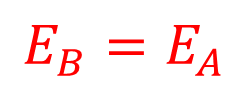 E_B = E_A